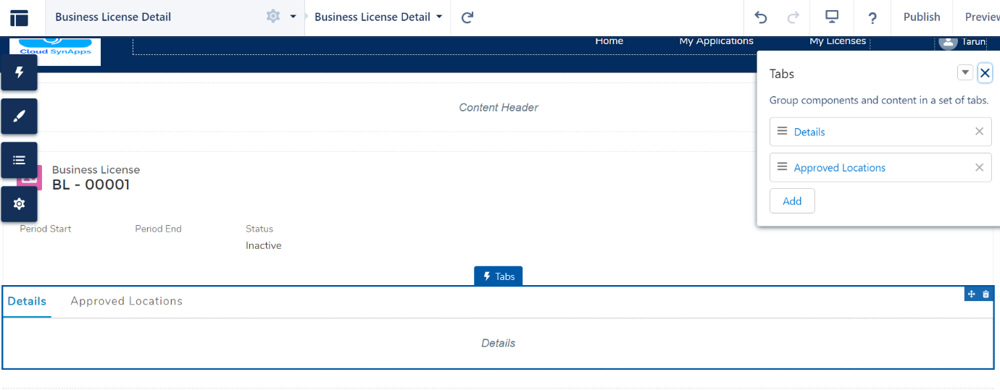 Business License Detail
Business License Detail
?
Publish
Preview
Cloud SynApps
Home
My Applications
My Licenses
Tarun
Tabs
Group components and content in a set of tabs.
Details
Approved Locations
Add
Content Header
Business License
BL - 00001
Period Start
Period End
Status
Inactive
Tabs
Details
Approved Locations
Details